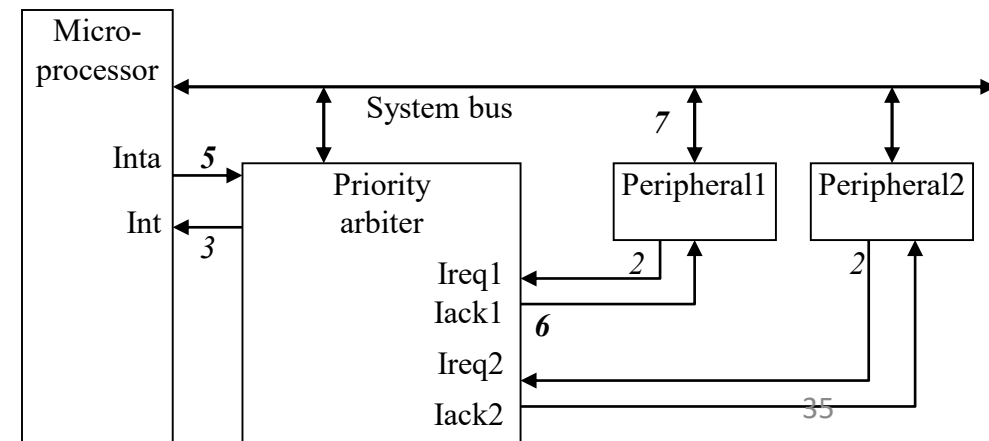 Micro-
processor
System bus
7
Inta
5
Priority
arbiter
Peripheral1
Peripheral2
Int
3
Ireq1
2
2
Iack1
6
Ireq2
Iack2
35